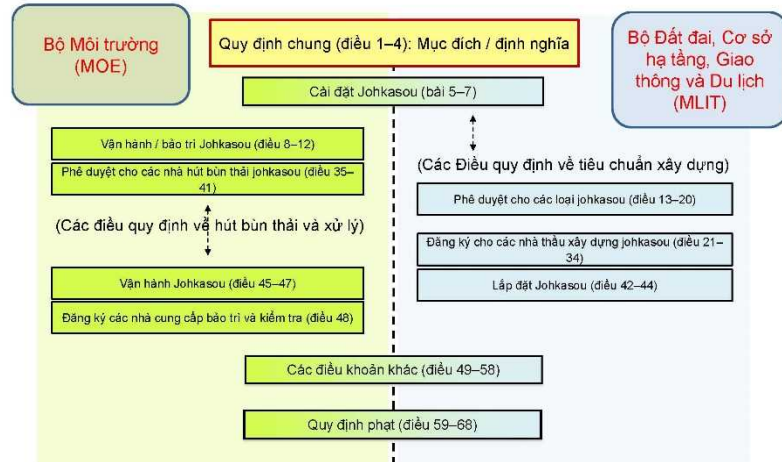 Bộ Môi trường
(MOE)
Quy định chung (điều 1–4): Mục đích / định nghĩa
Bộ Đất đai, Cơ sở
hạ tầng, Giao
thông và Du lịch
(MLIT)
Cài đặt Johkasou (bài 5–7)
Vận hành / bảo trì Johkasou (điều 8–12)
Phê duyệt cho các nhà hút bùn thải johkasou (điều 35–
41)
(Các điều quy định về hút bùn thải và xử lý)
Vận hành Johkasou (điều 45–47)
Đăng ký các nhà cung cấp bảo trì và kiểm tra (điều 48)
(Các Điều quy định về tiêu chuẩn xây dựng)
Phê duyệt cho các loại johkasou (điều 13–20)
Đăng ký cho các nhà thầu xây dựng johkasou (điều 21–
34)
Lắp đặt Johkasou (điều 42–44)
Các điều khoản khác (điều 49–58)
Quy định phạt (điều 59–68)